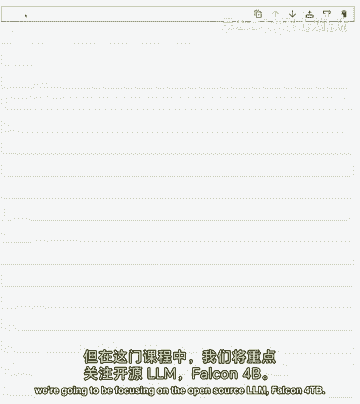 但在这门课程中，我们将重点
关注开源 LLM，Falcon 4B。
we're going to be focusing on the open source LLM, Falcon 4TB.